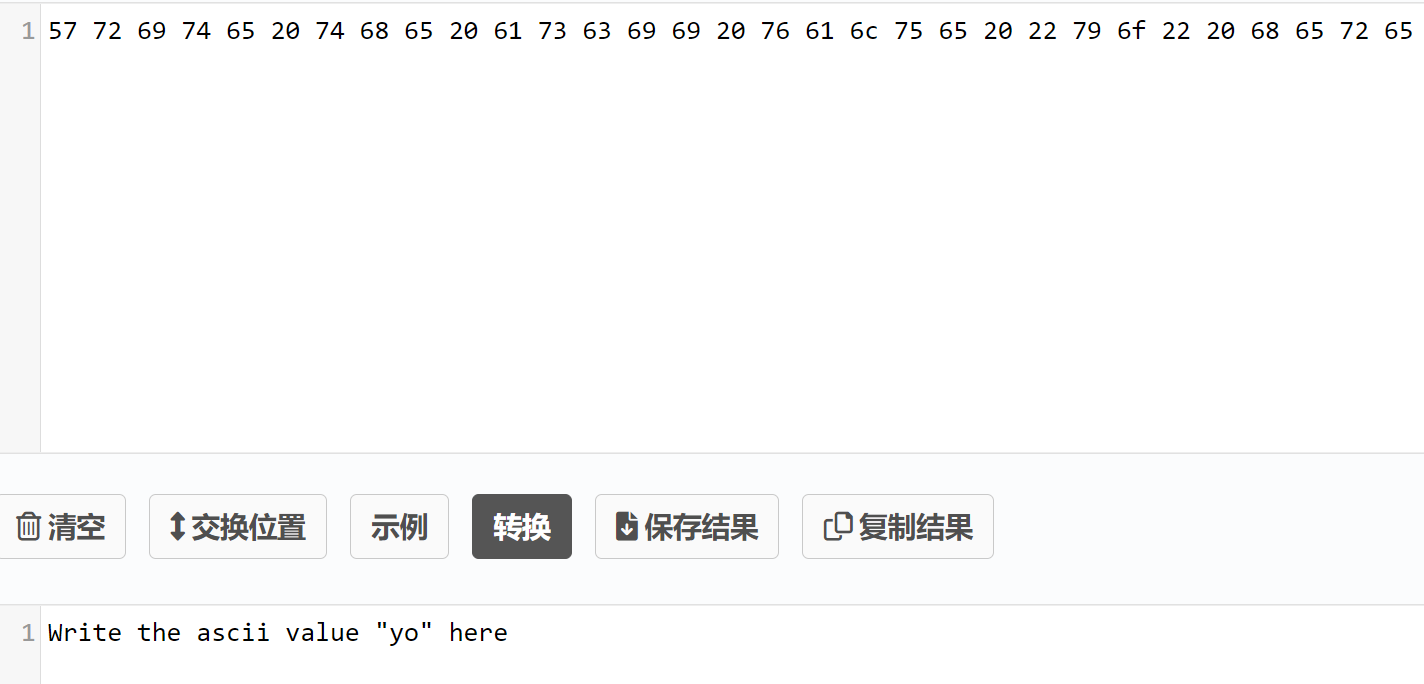 1 57 72 69 74 65 20 74 68 65 20 61 73 63 69 69 20 76 61 6c 75 65 20 22 79 6f 22 20 68 65 72 65
清空 交换位置 示例 转换 保存结果 复制结果
1 Write the ascii value "yo" here